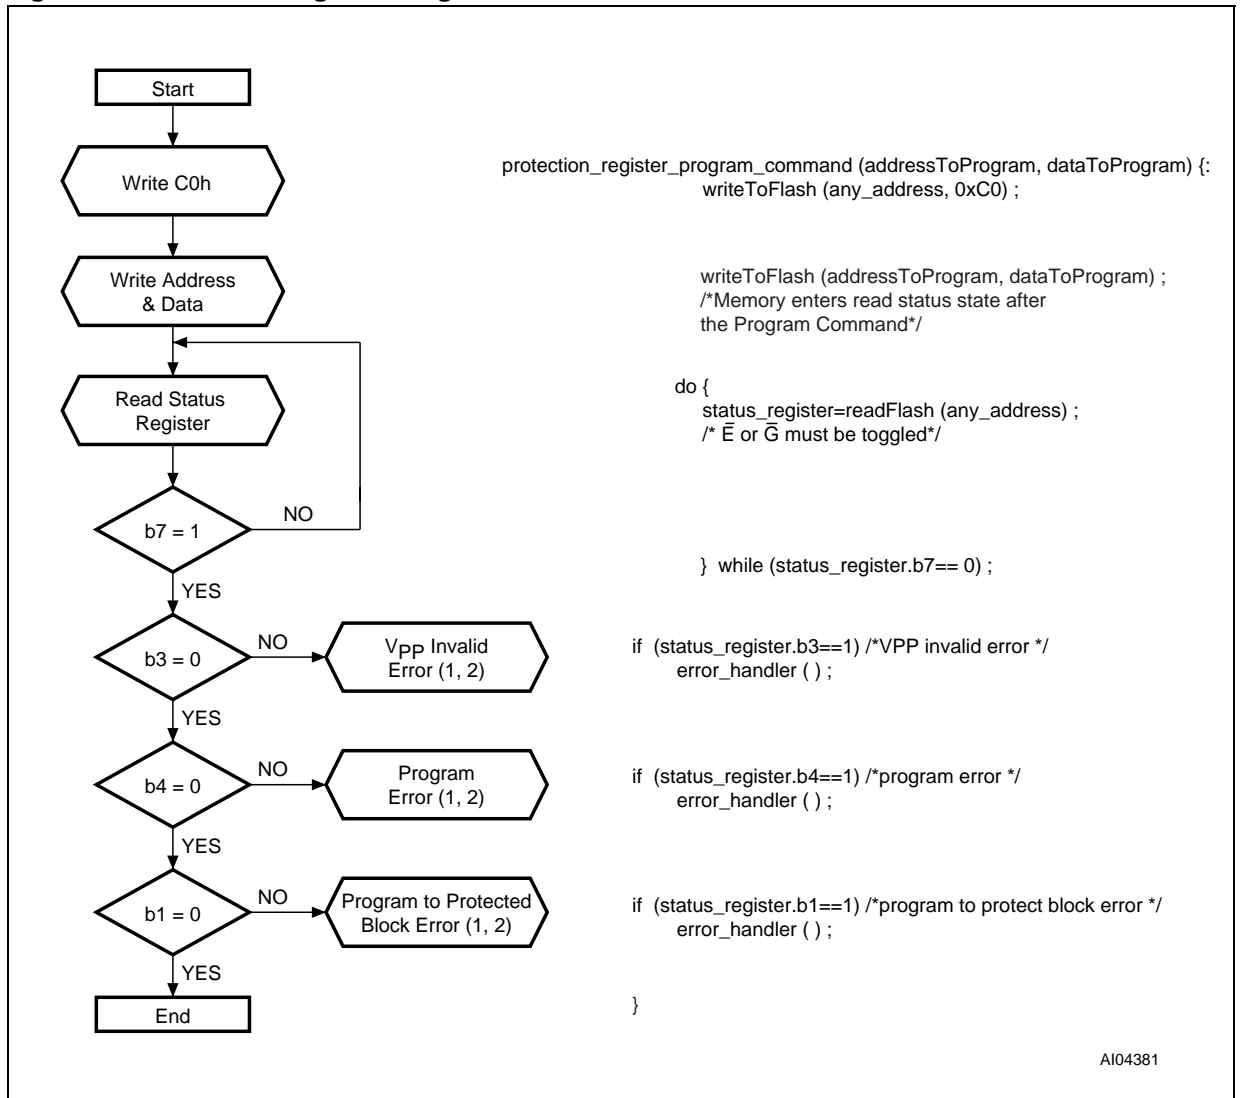 Start
Write C0h
protection_register_program_command (addressToProgram, dataToProgram) {:
writeToFlash (any_address, 0xC0) ;
Write Address
& Data
writeToFlash (addressToProgram, dataToProgram) ;
/*Memory enters read status state after
the Program Command*/
Read Status
Register
do {
status_register=readFlash (any_address) ;
/* E̅ or G̅ must be toggled*/
b7 = 1
NO
} while (status_register.b7== 0) ;
YES
b3 = 0
NO
VPP Invalid
Error (1, 2)
if (status_register.b3==1) /*VPP invalid error */
error_handler ( ) ;
YES
b4 = 0
NO
Program
Error (1, 2)
if (status_register.b4==1) /*program error */
error_handler ( ) ;
YES
b1 = 0
NO
Program to Protected
Block Error (1, 2)
if (status_register.b1==1) /*program to protect block error */
error_handler ( ) ;
YES
End
}
AI04381